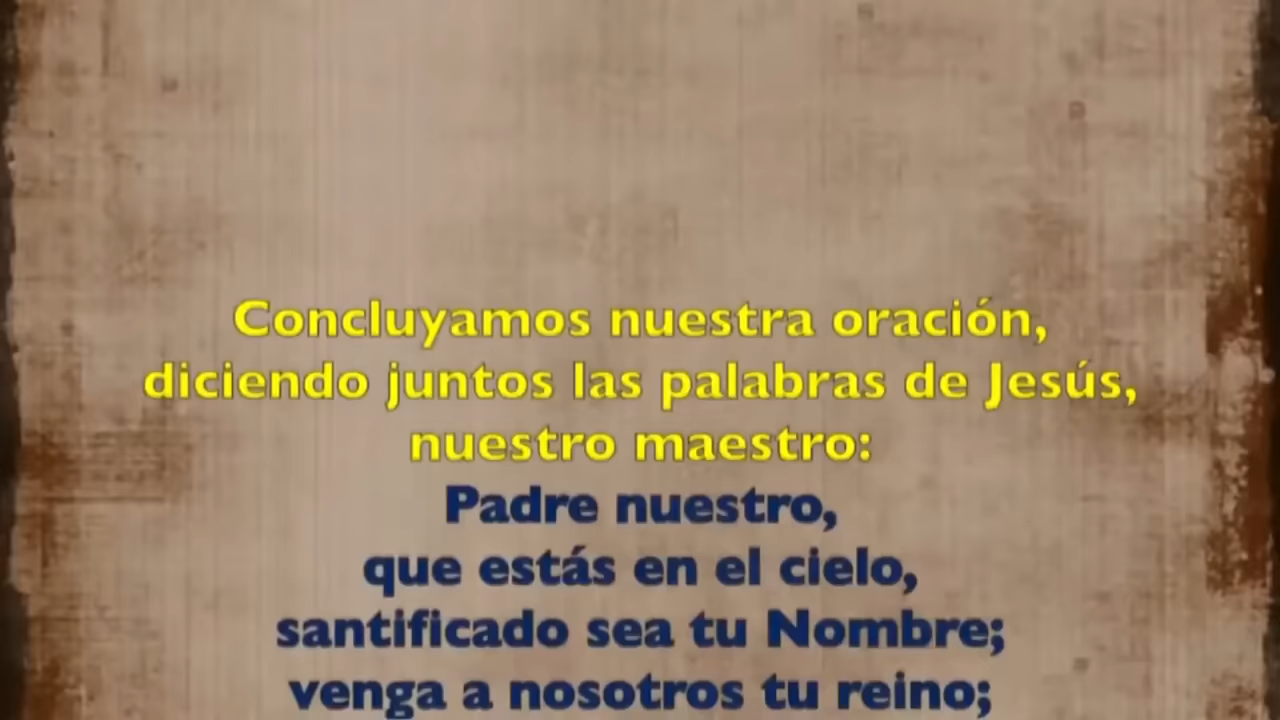 Concluyamos nuestra oración,
diciendo juntos las palabras de Jesús,
nuestro maestro:
Padre nuestro,
que estás en el cielo,
santificado sea tu Nombre;
venga a nosotros tu reino;